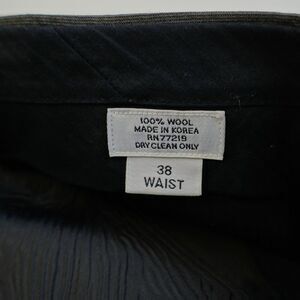 100% WOOL
MADE IN KOREA
RN77219
DRY CLEAN ONLY
38
WAIST